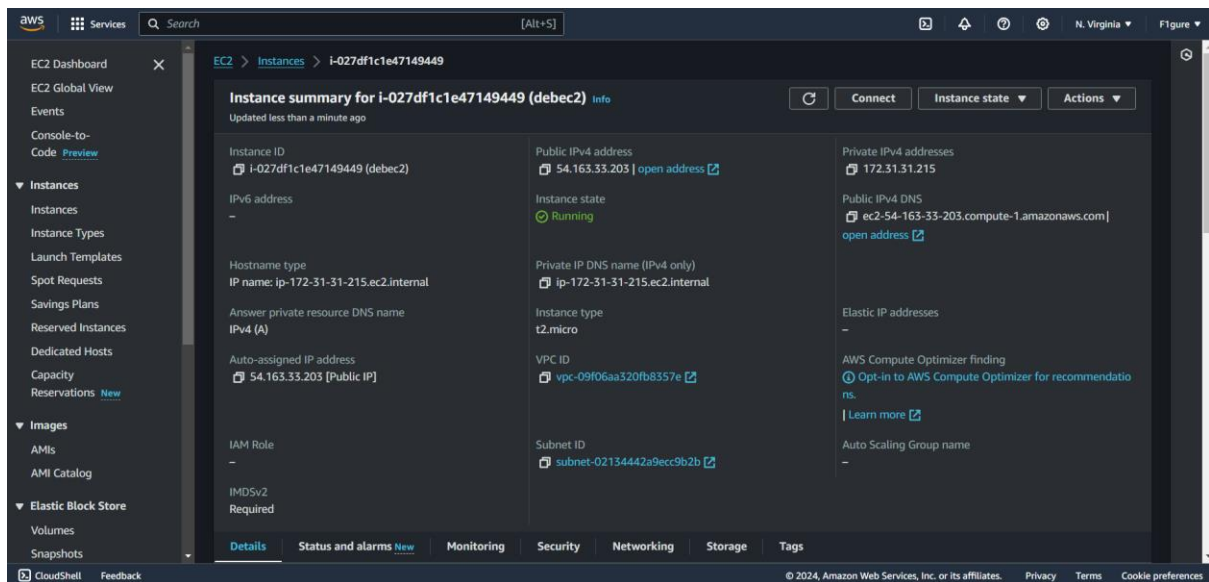 aws
Services
Search
[Alt+S]
N. Virginia
F1gure
EC2 Dashboard
EC2 Global View
Events
Console-to-
Code Preview
Instances
Instances
Instance Types
Launch Templates
Spot Requests
Savings Plans
Reserved Instances
Dedicated Hosts
Capacity
Reservations New
Images
AMIs
AMI Catalog
Elastic Block Store
Volumes
Snapshots
EC2 > Instances > i-027df1c1e47149449
Instance summary for i-027df1c1e47149449 (debec2) Info
Updated less than a minute ago
Connect
Instance state
Actions
Instance ID
i-027df1c1e47149449 (debec2)
Public IPv4 address
54.163.33.203 | open address
Private IPv4 addresses
172.31.31.215
IPv6 address
–
Instance state
Running
Public IPv4 DNS
ec2-54-163-33-203.compute-1.amazonaws.com |
open address
Hostname type
IP name: ip-172-31-31-215.ec2.internal
Private IP DNS name (IPv4 only)
ip-172-31-31-215.ec2.internal
Answer private resource DNS name
IPv4 (A)
Instance type
t2.micro
Elastic IP addresses
–
Auto-assigned IP address
54.163.33.203 [Public IP]
VPC ID
vpc-09f06aa320fb8357e
AWS Compute Optimizer finding
Opt-in to AWS Compute Optimizer for recommendatio
ns.
| Learn more
IAM Role
–
Subnet ID
subnet-02134442a9ecc9b2b
Auto Scaling Group name
–
IMDSv2
Required
Details
Status and alarms New
Monitoring
Security
Networking
Storage
Tags
CloudShell
Feedback
© 2024, Amazon Web Services, Inc. or its affiliates.
Privacy
Terms
Cookie preferences